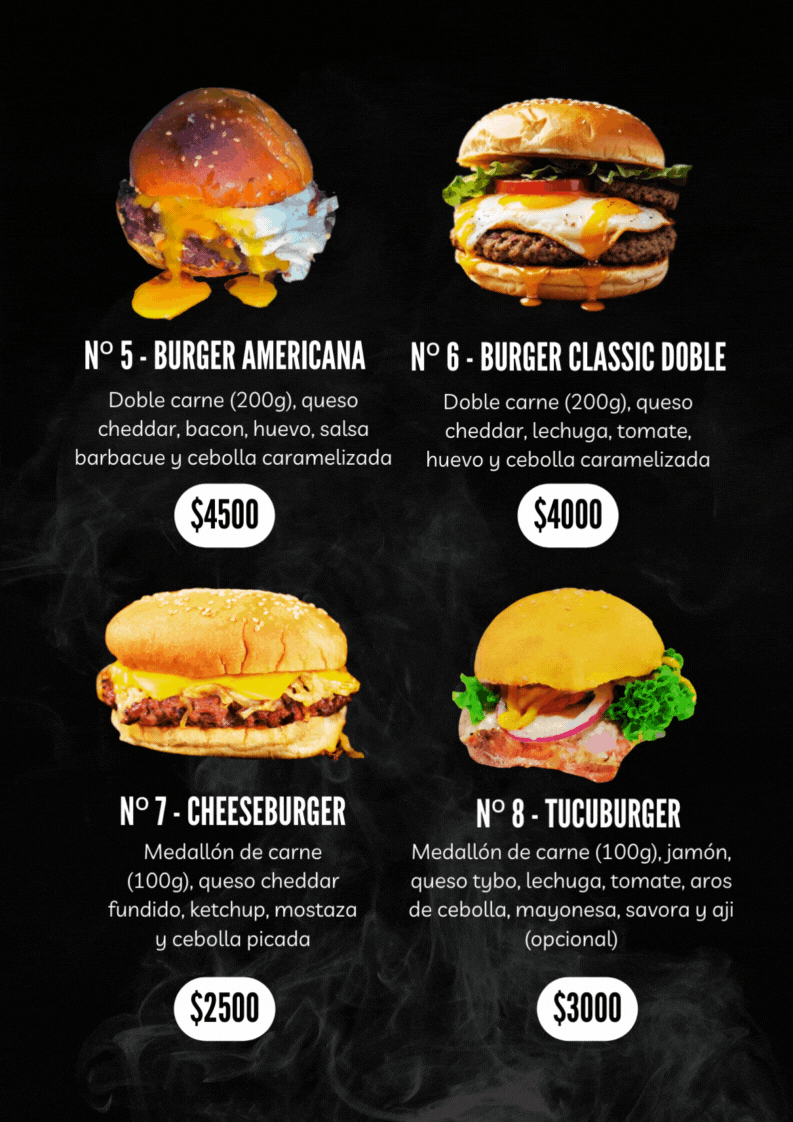 Nº 5 - BURGER AMERICANA
Doble carne (200g), queso
cheddar, bacon, huevo, salsa
barbacue y cebolla caramelizada
$4500
Nº 6 - BURGER CLASSIC DOBLE
Doble carne (200g), queso
cheddar, lechuga, tomate,
huevo y cebolla caramelizada
$4000
Nº 7 - CHEESEBURGER
Medallón de carne
(100g), queso cheddar
fundido, ketchup, mostaza
y cebolla picada
$2500
Nº 8 - TUCUBURGER
Medallón de carne (100g), jamón,
queso tybo, lechuga, tomate, aros
de cebolla, mayonesa, savora y aji
(opcional)
$3000